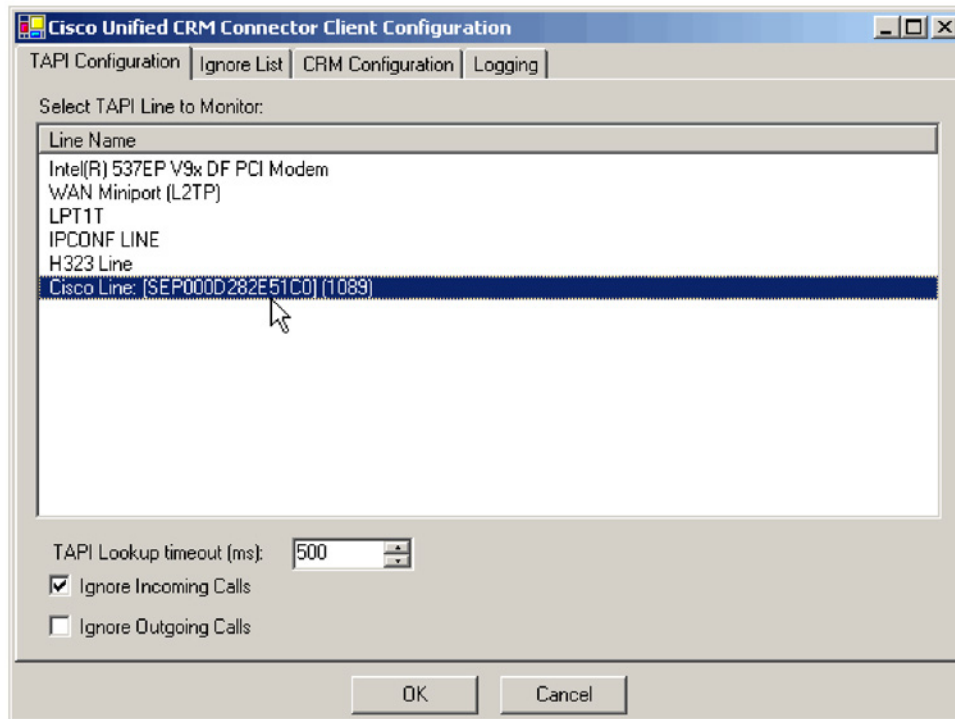 Cisco Unified CRM Connector Client Configuration
TAPI Configuration Ignore List CRM Configuration Logging
Select TAPI Line to Monitor:
Line Name
Intel(R) 537EP V9x DF PCI Modem
WAN Miniport (L2TP)
LPT1T
IPCONF LINE
H323 Line
Cisco Line: [SEP000D282E51C0] (1089)
TAPI Lookup timeout (ms): 500
Ignore Incoming Calls
Ignore Outgoing Calls
OK Cancel